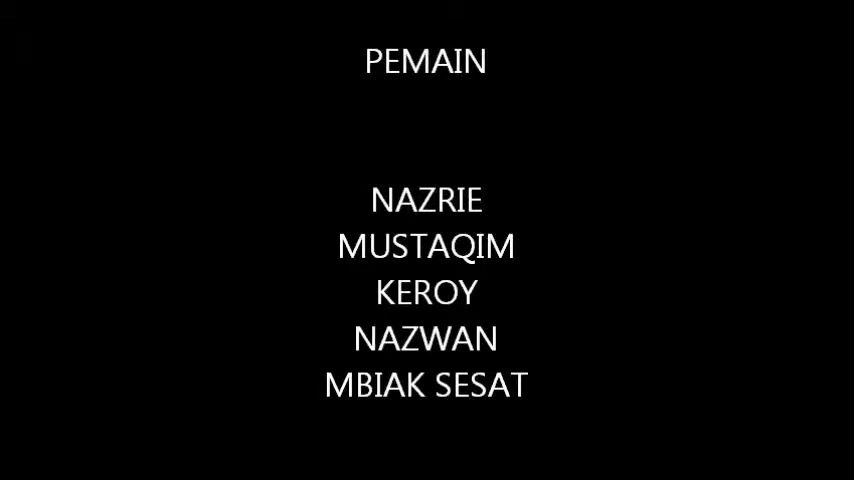 PEMAIN
NAZRIE
MUSTAQIM
KEROY
NAZWAN
MBIAK SESAT